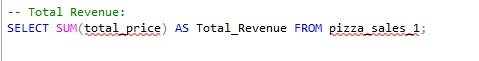 -- Total Revenue:
SELECT SUM(total_price) AS Total_Revenue FROM pizza_sales_1;